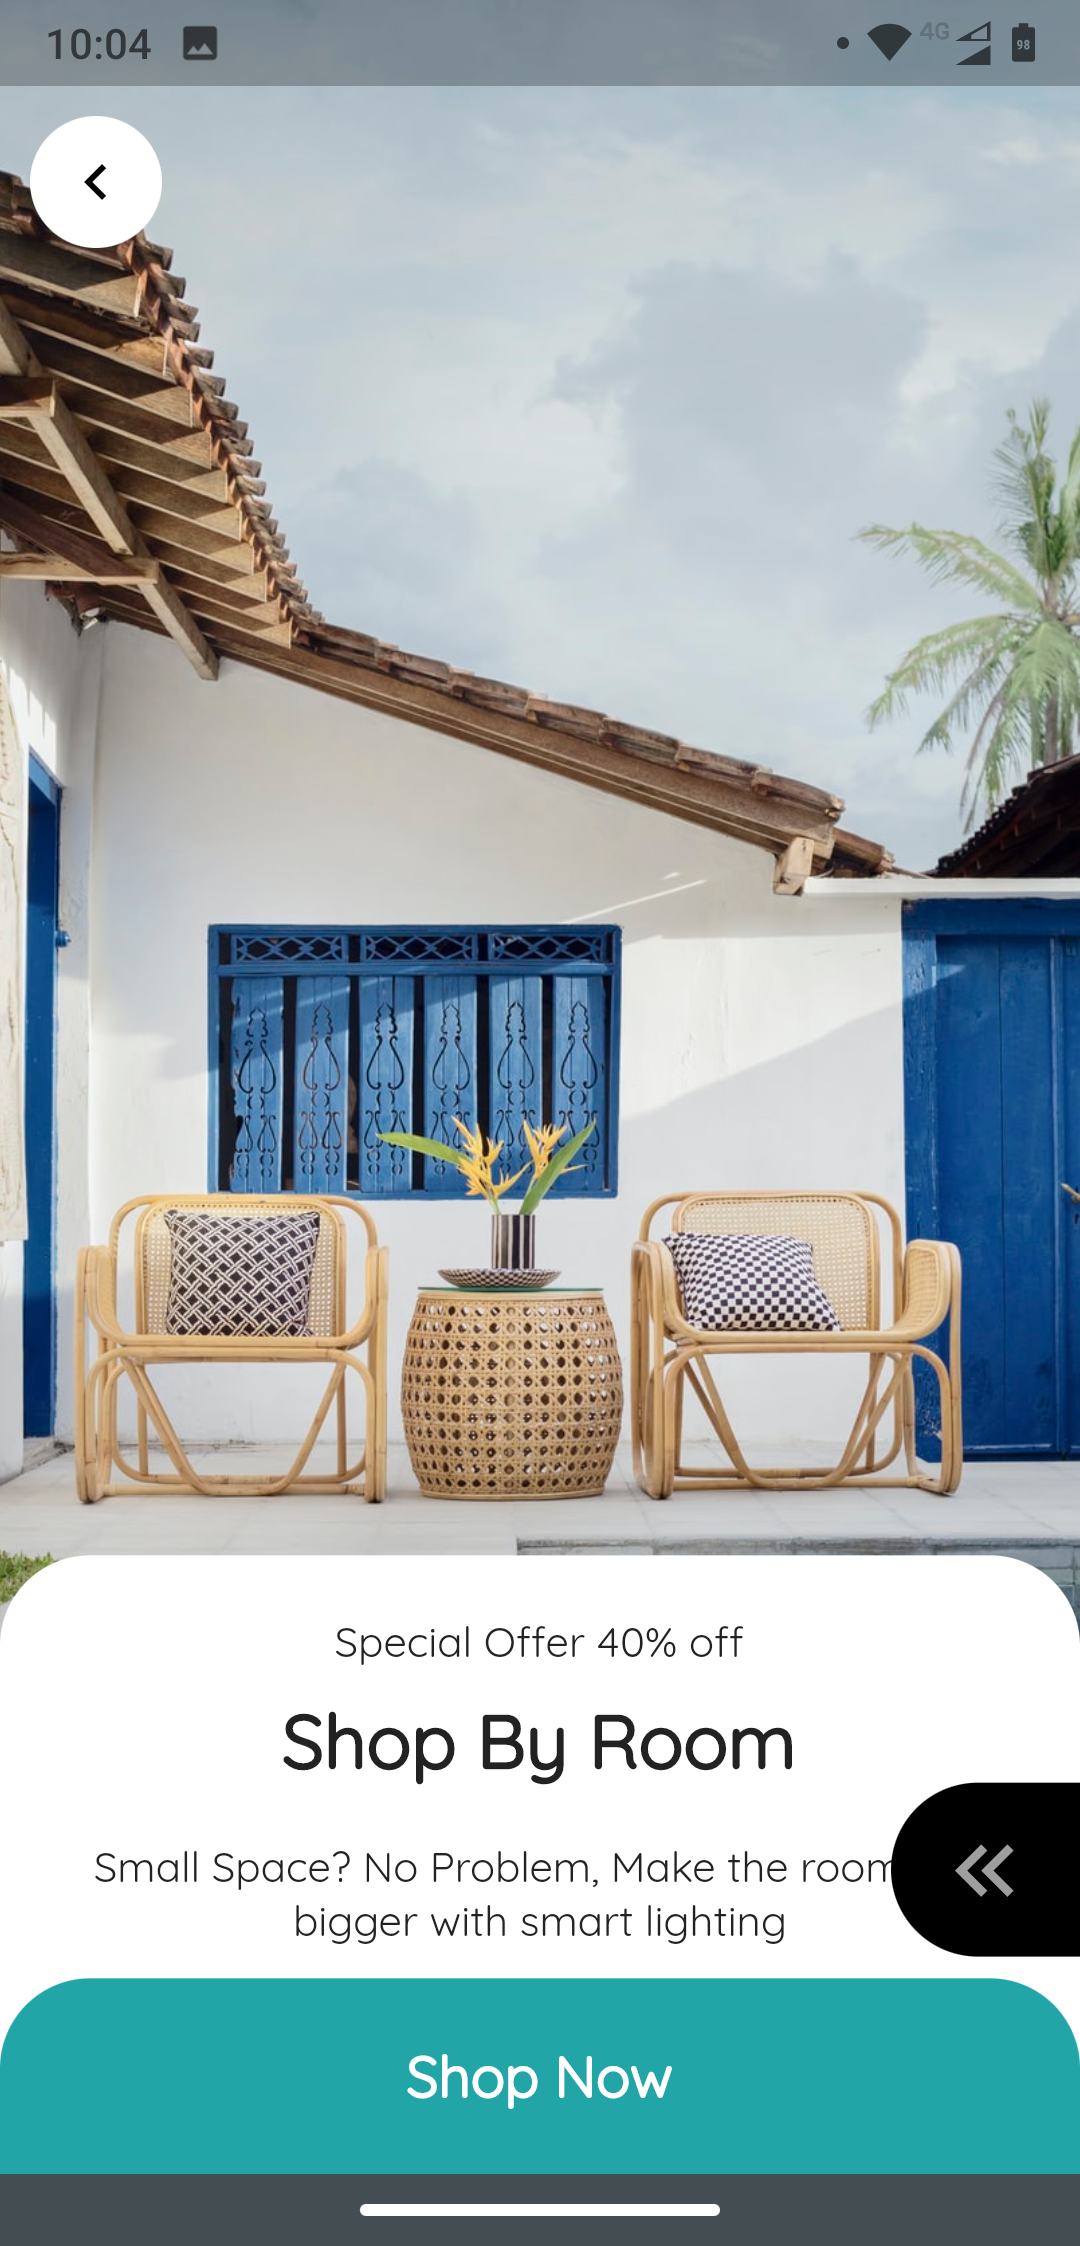 10:04
4G
98
Special Offer 40% off
Shop By Room
Small Space? No Problem, Make the room
bigger with smart lighting
Shop Now